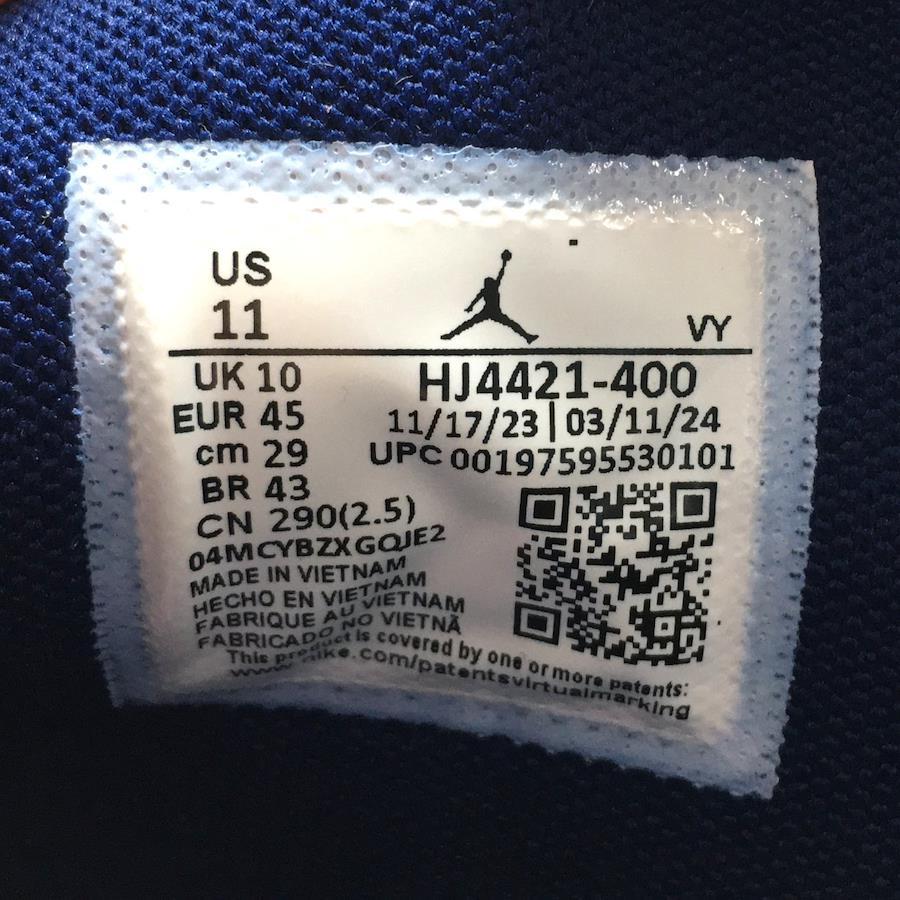 US
11
VY
UK 10
HJ4421-400
EUR 45
11/17/23 | 03/11/24
cm 29
UPC 00197595530101
BR 43
CN 290(2.5)
04MCYBZXGQJE2
MADE IN VIETNAM
HECHO EN VIETNAM
FABRIQUE AU VIETNAM
FABRICADO NO VIETNÃ
This product is covered by one or more patents:
www.nike.com/patentsvirtualmarking